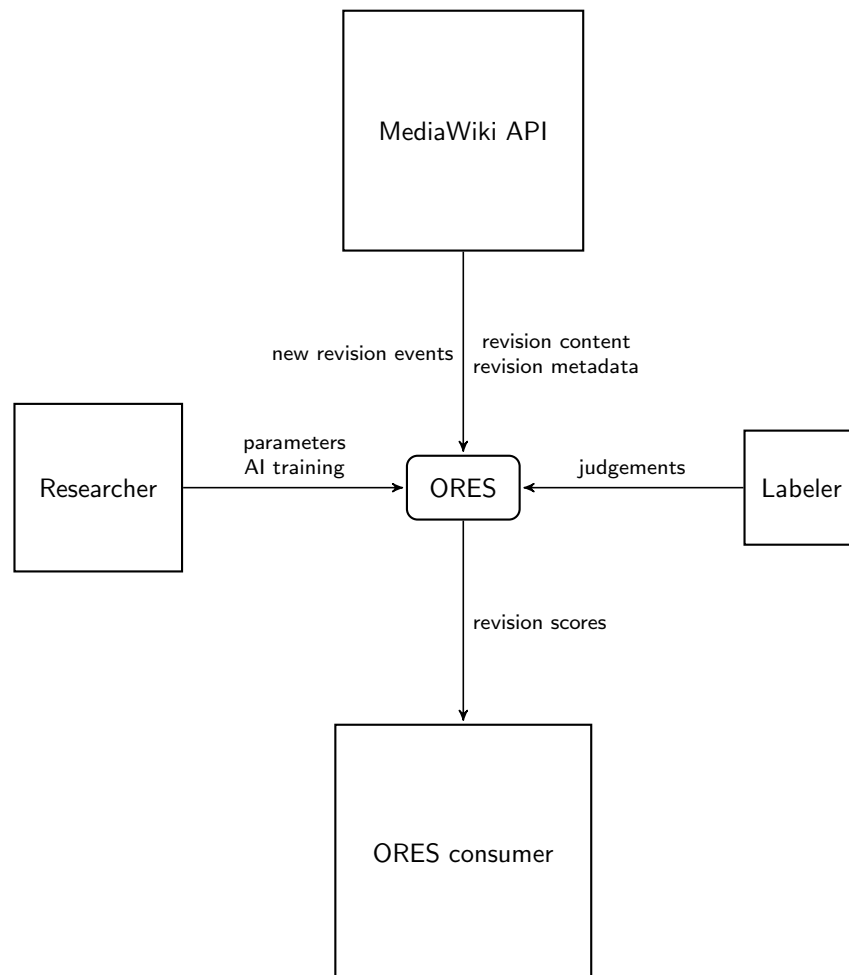 MediaWiki API
new revision events
revision content
revision metadata
parameters
AI training
Researcher
ORES
judgements
Labeler
revision scores
ORES consumer